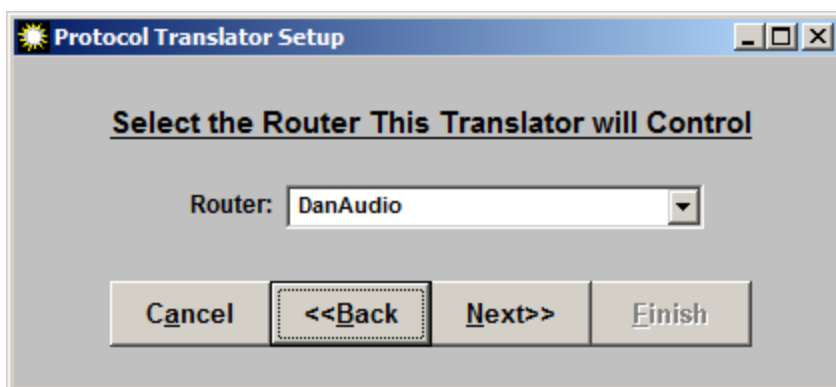 Protocol Translator Setup
Select the Router This Translator will Control
Router: DanAudio
Cancel <<Back Next>> Finish